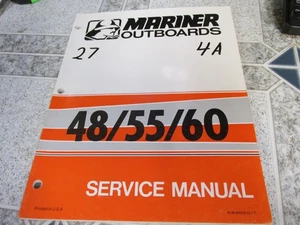 MARINER
OUTBOARDS
27 4A
48/55/60
SERVICE MANUAL